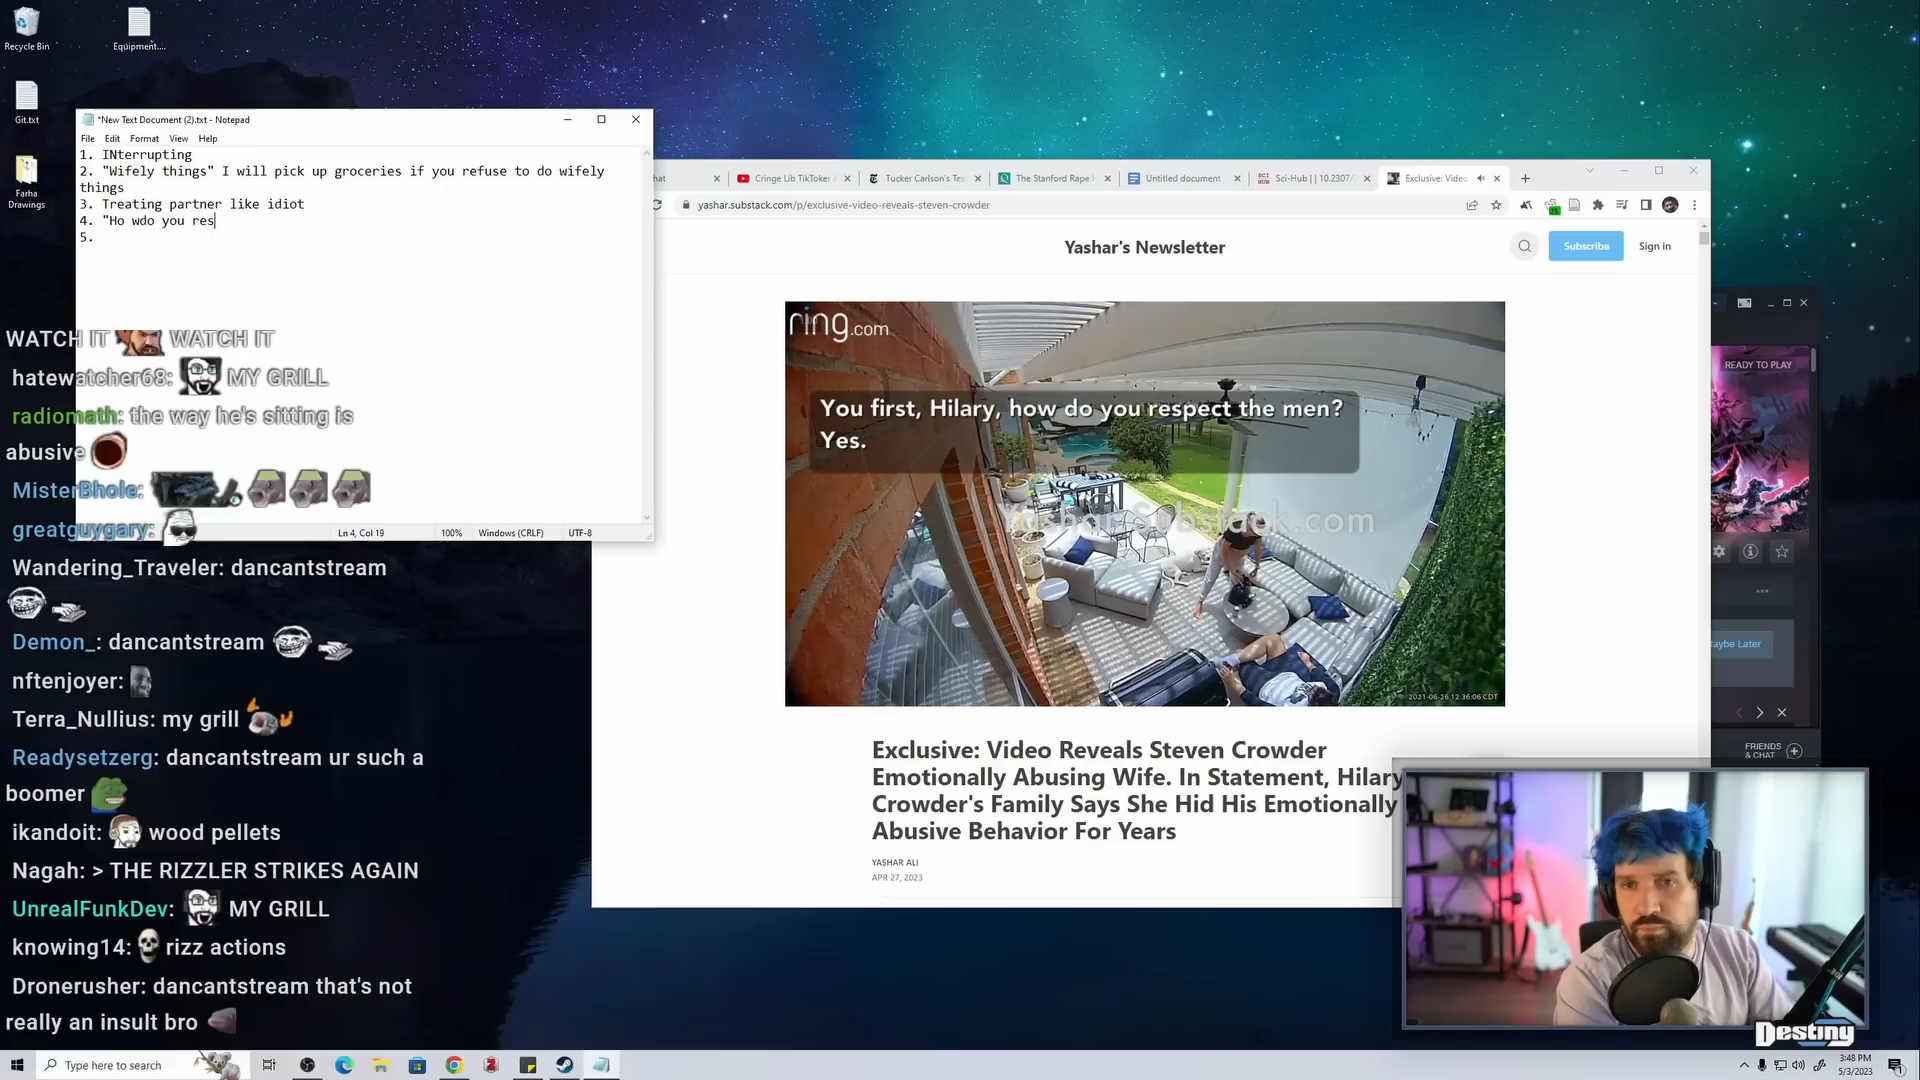 Recycle Bin
Equipment....
Git.txt
Farha
Drawings
*New Text Document (2).txt - Notepad
File Edit Format View Help
1. INterrupting
2. "Wifely things" I will pick up groceries if you refuse to do wifely
things
3. Treating partner like idiot
4. "Ho wdo you res
5.
Ln 4, Col 19 100% Windows (CRLF) UTF-8
WATCH IT WATCH IT
hatewatcher68: MY GRILL
radiomath: the way he's sitting is
abusive
MisterBhole:
greatguygary:
Wandering_Traveler: dancantstream
Demon_: dancantstream
nftenjoyer:
Terra_Nullius: my grill
Readysetzerg: dancantstream ur such a
boomer
ikandoit: wood pellets
Nagah: > THE RIZZLER STRIKES AGAIN
UnrealFunkDev: MY GRILL
knowing14: rizz actions
Dronerusher: dancantstream that's not
really an insult bro
hat Cringe Lib TikToker Tucker Carlson's Tex The Stanford Rape Untitled document Sci-Hub | 10.2307/ Exclusive: Video
yashar.substack.com/p/exclusive-video-reveals-steven-crowder
Yashar's Newsletter
Subscribe
Sign in
ring.com
You first, Hilary, how do you respect the men?
Yes.
Yashar.Substack.com
2021-06-26 12:36:06 CDT
Exclusive: Video Reveals Steven Crowder
Emotionally Abusing Wife. In Statement, Hilary
Crowder's Family Says She Hid His Emotionally
Abusive Behavior For Years
YASHAR ALI
APR 27, 2023
READY TO PLAY
aybe Later
FRIENDS
& CHAT
Destiny
Type here to search
3:48 PM
5/3/2023